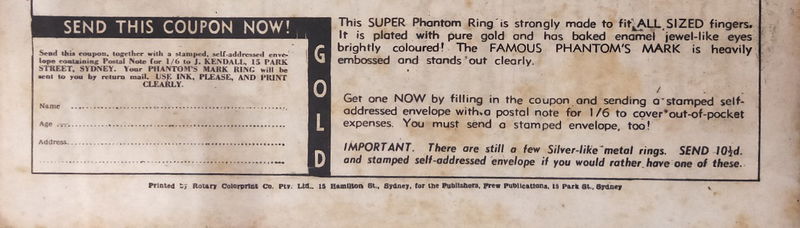 SEND THIS COUPON NOW!
Send this coupon, together with a stamped, self-addressed enve-
lope containing Postal Note for 1/6 to J. KENDALL, 15 PARK
STREET, SYDNEY. Your PHANTOM'S MARK RING will be
sent to you by return mail. USE INK, PLEASE, AND PRINT
CLEARLY.
Name
Age
Address
GOLD
This SUPER Phantom Ring is strongly made to fit ALL SIZED fingers.
It is plated with pure gold and has baked enamel jewel-like eyes
brightly coloured! The FAMOUS PHANTOM'S MARK is heavily
embossed and stands out clearly.
Get one NOW by filling in the coupon and sending a stamped self-
addressed envelope with a postal note for 1/6 to cover out-of-pocket
expenses. You must send a stamped envelope, too!
IMPORTANT. There are still a few Silver-like metal rings. SEND 10½d.
and stamped self-addressed envelope if you would rather have one of these.
Printed by Rotary Colorprint Co. Pty. Ltd., 15 Hamilton St., Sydney, for the Publishers, Frew Publications, 15 Park St., Sydney